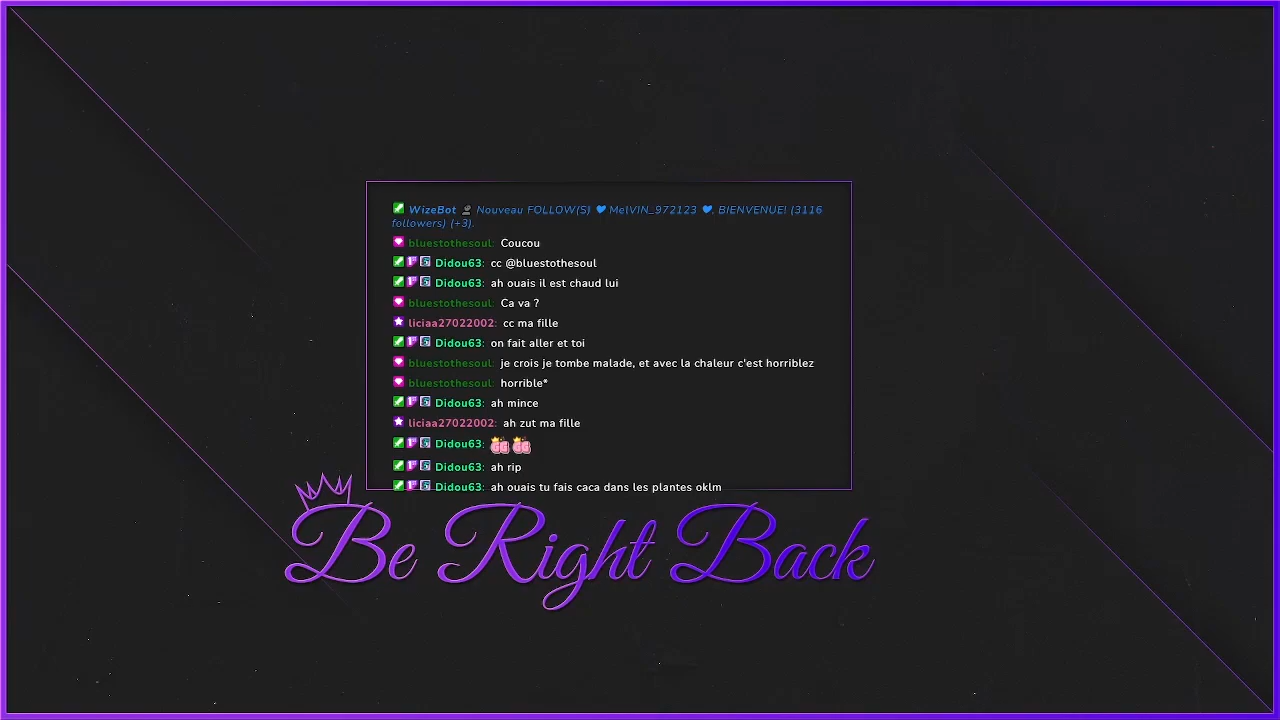 WizeBot Nouveau FOLLOW(S) 💙 MelVIN_972123 💙, BIENVENUE! (3116
followers) (+3).
bluestothesoul: Coucou
Didou63: cc @bluestothesoul
Didou63: ah ouais il est chaud lui
bluestothesoul: Ca va ?
liciaa27022002: cc ma fille
Didou63: on fait aller et toi
bluestothesoul: je crois je tombe malade, et avec la chaleur c'est horriblez
bluestothesoul: horrible*
Didou63: ah mince
liciaa27022002: ah zut ma fille
Didou63: GG GG
Didou63: ah rip
Didou63: ah ouais tu fais caca dans les plantes oklm
Be Right Back